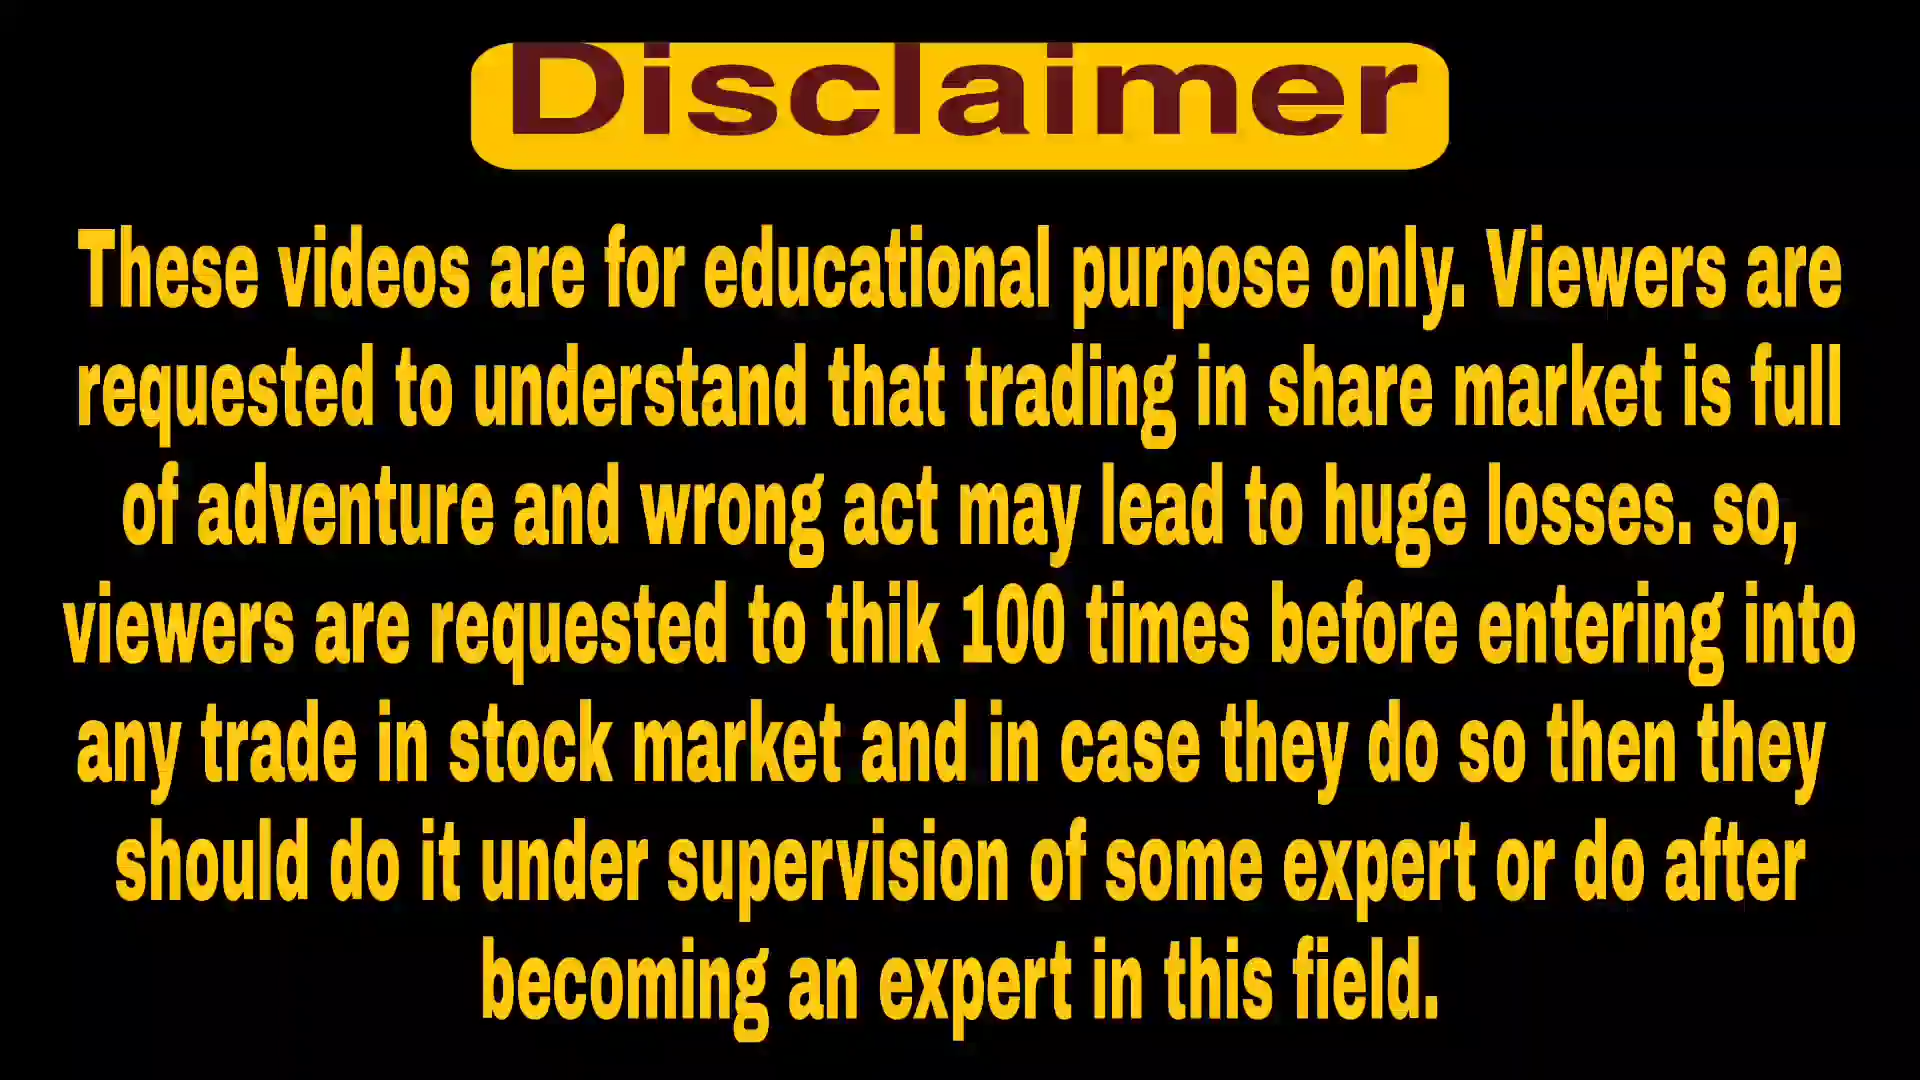 Disclaimer
These videos are for educational purpose only. Viewers are
requested to understand that trading in share market is full
of adventure and wrong act may lead to huge losses. so,
viewers are requested to thik 100 times before entering into
any trade in stock market and in case they do so then they
should do it under supervision of some expert or do after
becoming an expert in this field.